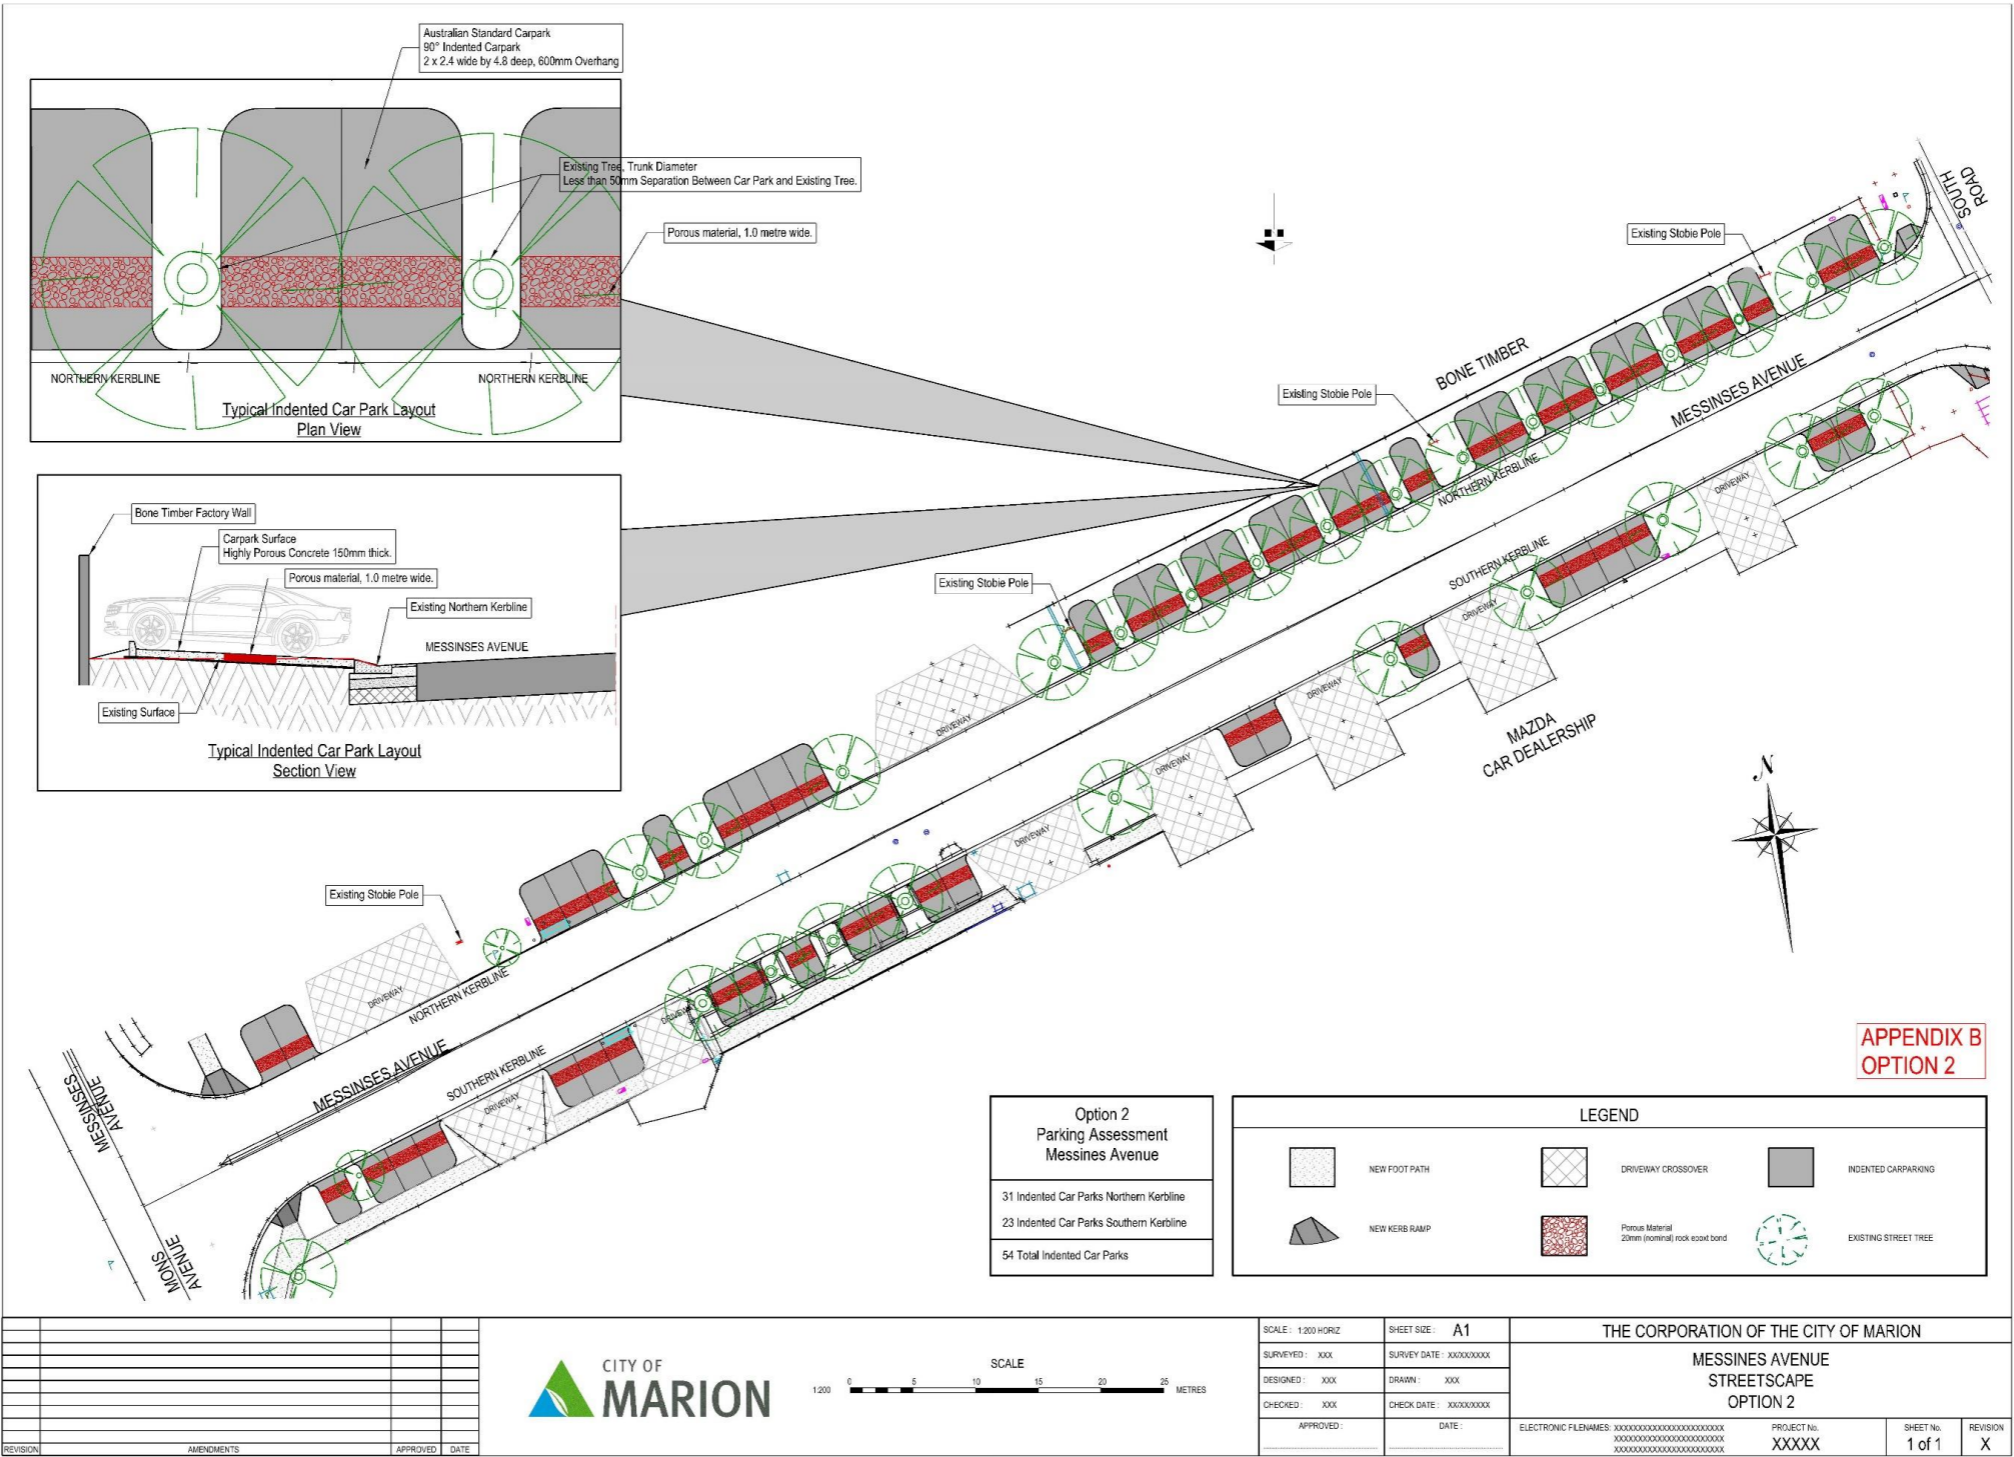 Australian Standard Carpark
90° Indented Carpark
2 x 2.4 wide by 4.8 deep, 600mm Overhang
Existing Tree, Trunk Diameter
Less than 50mm Separation Between Car Park and Existing Tree.
Porous material, 1.0 metre wide.
NORTHERN KERBLINE
NORTHERN KERBLINE
Typical Indented Car Park Layout
Plan View
Bone Timber Factory Wall
Carpark Surface
Highly Porous Concrete 150mm thick.
Porous material, 1.0 metre wide.
Existing Northern Kerbline
MESSINSES AVENUE
Existing Surface
Typical Indented Car Park Layout
Section View
SOUTH
ROAD
Existing Stobie Pole
BONE TIMBER
MESSINSES AVENUE
Existing Stobie Pole
NORTHERN KERBLINE
DRIVEWAY
SOUTHERN KERBLINE
Existing Stobie Pole
DRIVEWAY
DRIVEWAY
DRIVEWAY
MAZDA
CAR DEALERSHIP
DRIVEWAY
DRIVEWAY
N
Existing Stobie Pole
DRIVEWAY
NORTHERN KERBLINE
MESSINSES AVENUE
SOUTHERN KERBLINE
DRIVEWAY
MESSINSES
AVENUE
MONS
AVENUE
APPENDIX B
OPTION 2
Option 2
Parking Assessment
Messines Avenue
31 Indented Car Parks Northern Kerbline
23 Indented Car Parks Southern Kerbline
54 Total Indented Car Parks
LEGEND
NEW FOOT PATH
DRIVEWAY CROSSOVER
INDENTED CARPARKING
NEW KERB RAMP
Porous Material
20mm (nominal) rock epoxt bond
EXISTING STREET TREE
REVISION AMENDMENTS APPROVED DATE
CITY OF
MARION
SCALE
1:200 0 5 10 15 20 25 METRES
SCALE : 1:200 HORIZ
SHEET SIZE : A1
SURVEYED : XXX
SURVEY DATE : XX/XX/XXXX
DESIGNED : XXX
DRAWN : XXX
CHECKED : XXX
CHECK DATE : XX/XX/XXXX
APPROVED :
DATE :
THE CORPORATION OF THE CITY OF MARION
MESSINES AVENUE
STREETSCAPE
OPTION 2
ELECTRONIC FILENAMES: XXXXXXXXXXXXXXXXXXXXXXX
XXXXXXXXXXXXXXXXXXXXXXX
XXXXXXXXXXXXXXXXXXXXXXX
PROJECT No.
XXXXX
SHEET No.
1 of 1
REVISION
X